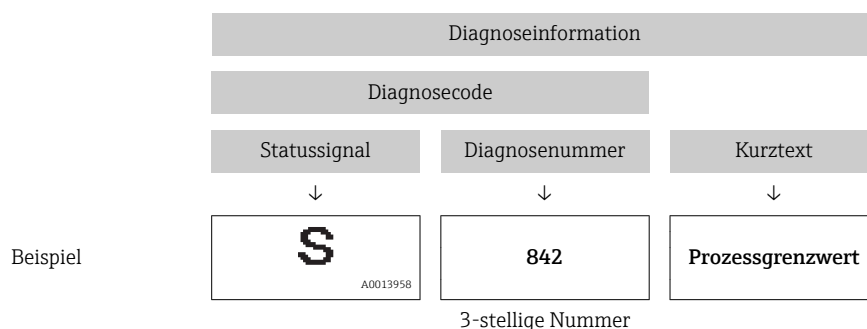 Diagnoseinformation
Diagnosecode
Statussignal Diagnosenummer Kurztext
↓ ↓ ↓
Beispiel S 842 Prozessgrenzwert
A0013958
3-stellige Nummer